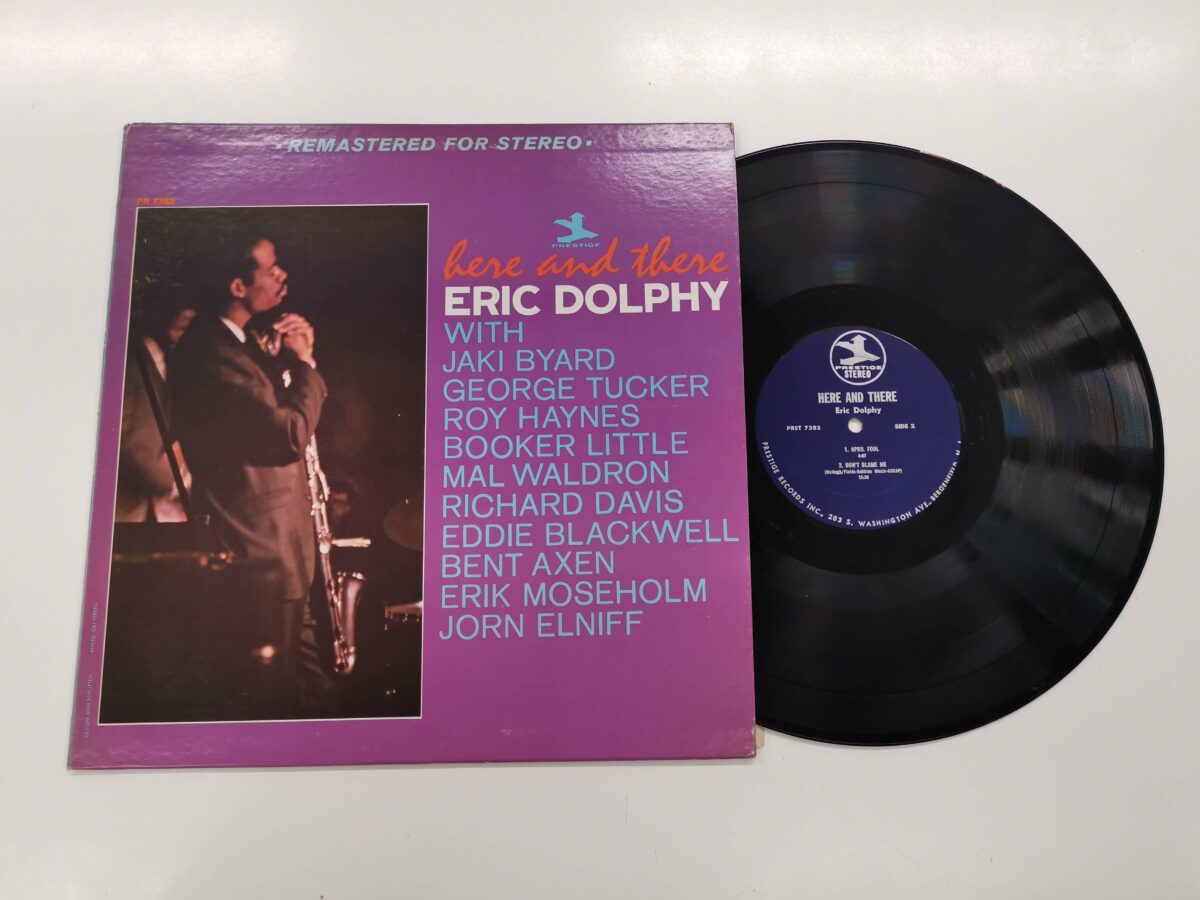 ·REMASTERED FOR STEREO·
PR 7382
PRESTIGE
here and there
ERIC DOLPHY
WITH
JAKI BYARD
GEORGE TUCKER
ROY HAYNES
BOOKER LITTLE
MAL WALDRON
RICHARD DAVIS
EDDIE BLACKWELL
BENT AXEN
ERIK MOSEHOLM
JORN ELNIFF
PRESTIGE
STEREO
HERE AND THERE
Eric Dolphy
PRST 7382 SIDE 2
1. APRIL FOOL
4:07
2. DON'T BLAME ME
PRESTIGE RECORDS INC., 203 S. WASHINGTON AVE., BERGENFIELD, N.J.